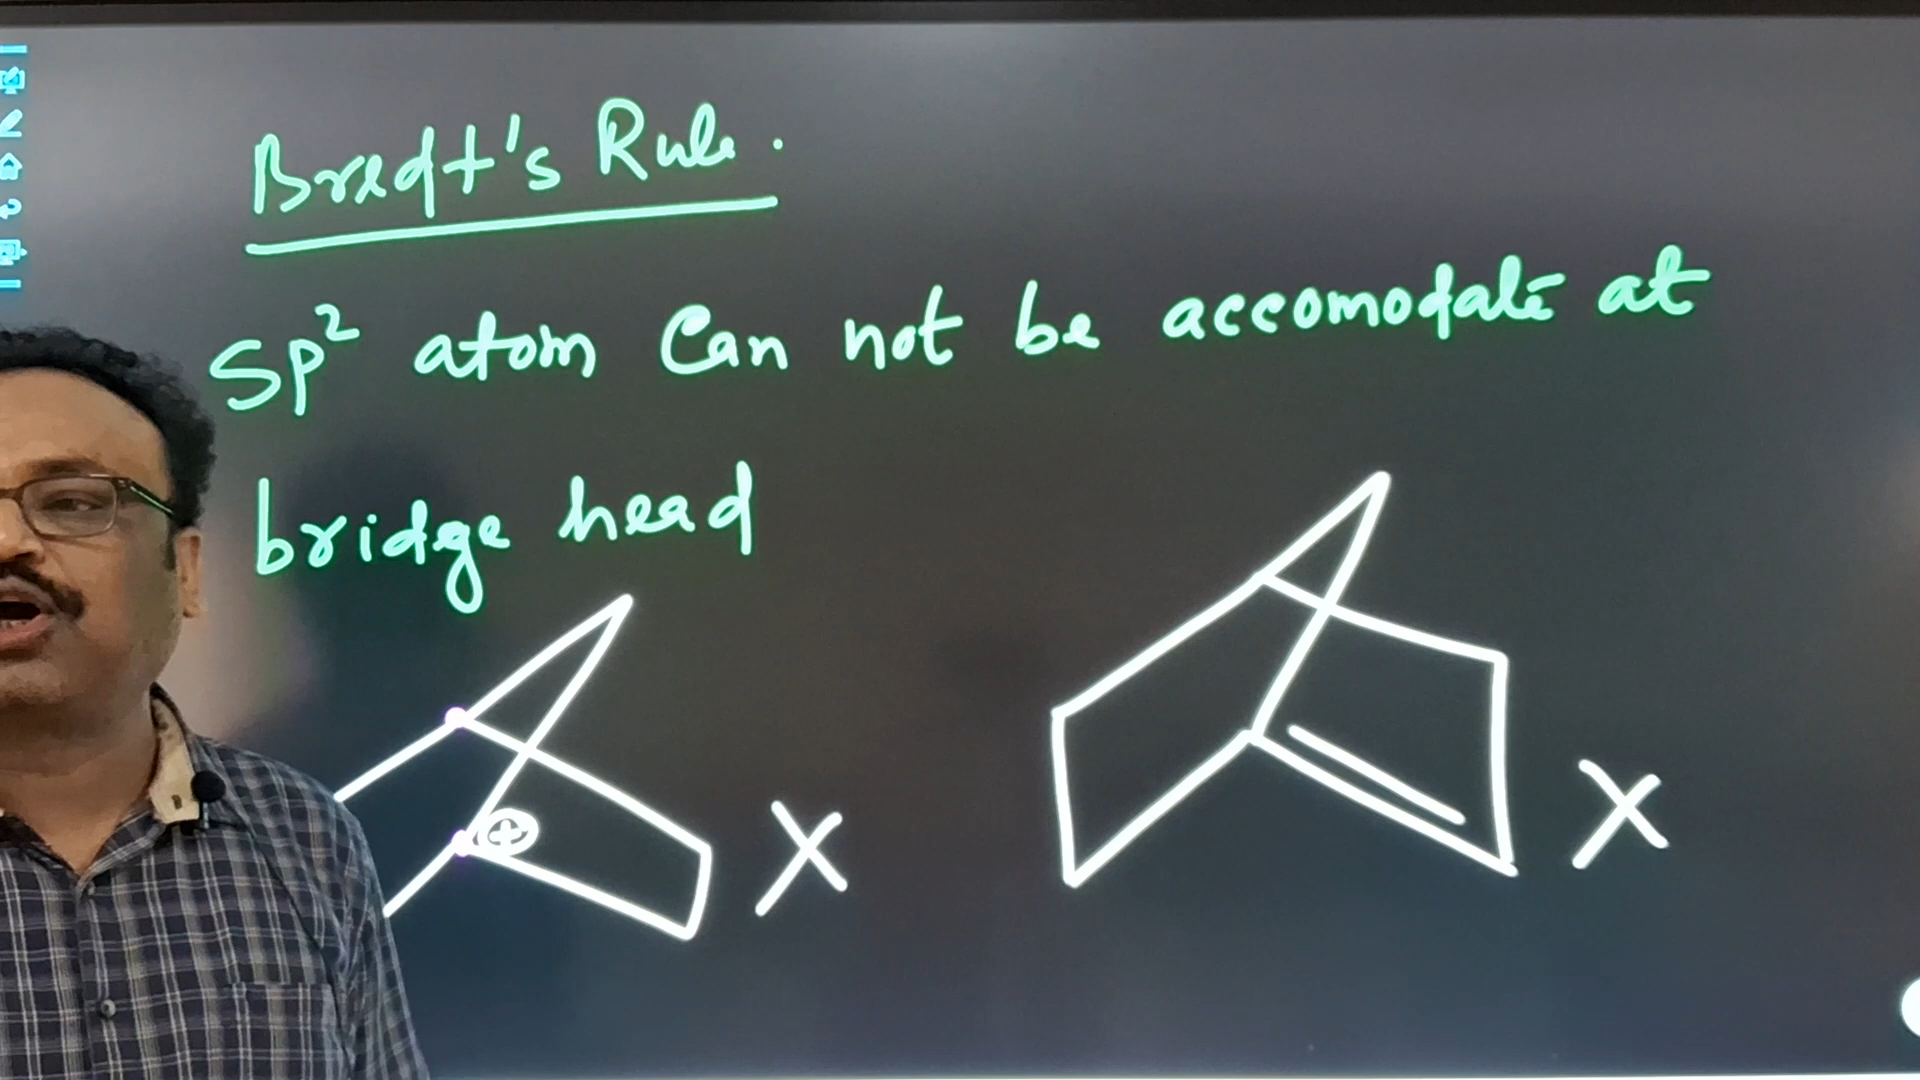 Bredt's Rule.
Sp² atom Can not be accomodate at
bridge head
⊕
X
X